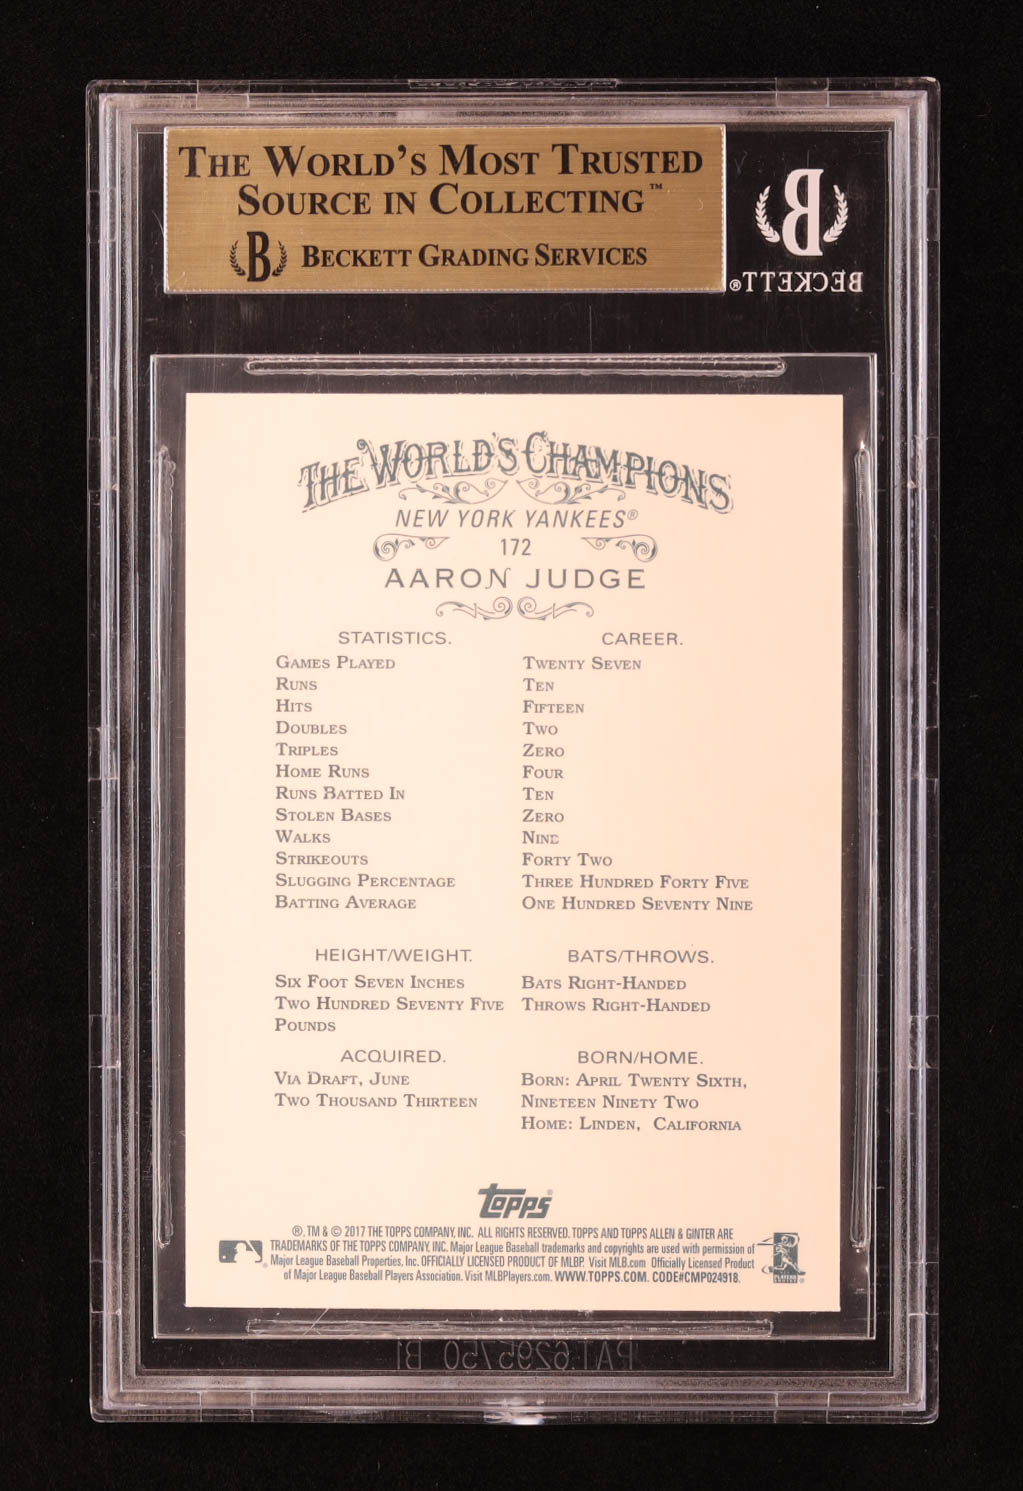 THE WORLD'S MOST TRUSTED
SOURCE IN COLLECTING™
B BECKETT GRADING SERVICES
B
BECKETT®
THE WORLD'S CHAMPIONS
NEW YORK YANKEES®
172
AARON JUDGE
STATISTICS. CAREER.
GAMES PLAYED TWENTY SEVEN
RUNS TEN
HITS FIFTEEN
DOUBLES TWO
TRIPLES ZERO
HOME RUNS FOUR
RUNS BATTED IN TEN
STOLEN BASES ZERO
WALKS NINE
STRIKEOUTS FORTY TWO
SLUGGING PERCENTAGE THREE HUNDRED FORTY FIVE
BATTING AVERAGE ONE HUNDRED SEVENTY NINE
HEIGHT/WEIGHT. BATS/THROWS.
SIX FOOT SEVEN INCHES BATS RIGHT-HANDED
TWO HUNDRED SEVENTY FIVE THROWS RIGHT-HANDED
POUNDS
ACQUIRED. BORN/HOME.
VIA DRAFT, JUNE BORN: APRIL TWENTY SIXTH,
TWO THOUSAND THIRTEEN NINETEEN NINETY TWO
HOME: LINDEN, CALIFORNIA
topps®
®, TM & © 2017 THE TOPPS COMPANY, INC. ALL RIGHTS RESERVED. TOPPS AND TOPPS ALLEN & GINTER ARE
TRADEMARKS OF THE TOPPS COMPANY, INC. Major League Baseball trademarks and copyrights are used with permission of
Major League Baseball Properties, Inc. OFFICIALLY LICENSED PRODUCT OF MLBP. Visit MLB.com Officially Licensed Product
of Major League Baseball Players Association. Visit MLBPlayers.com. WWW.TOPPS.COM. CODE#CMP024918.
PLAYERS
CHOICE ®
PAT.6295750 B1